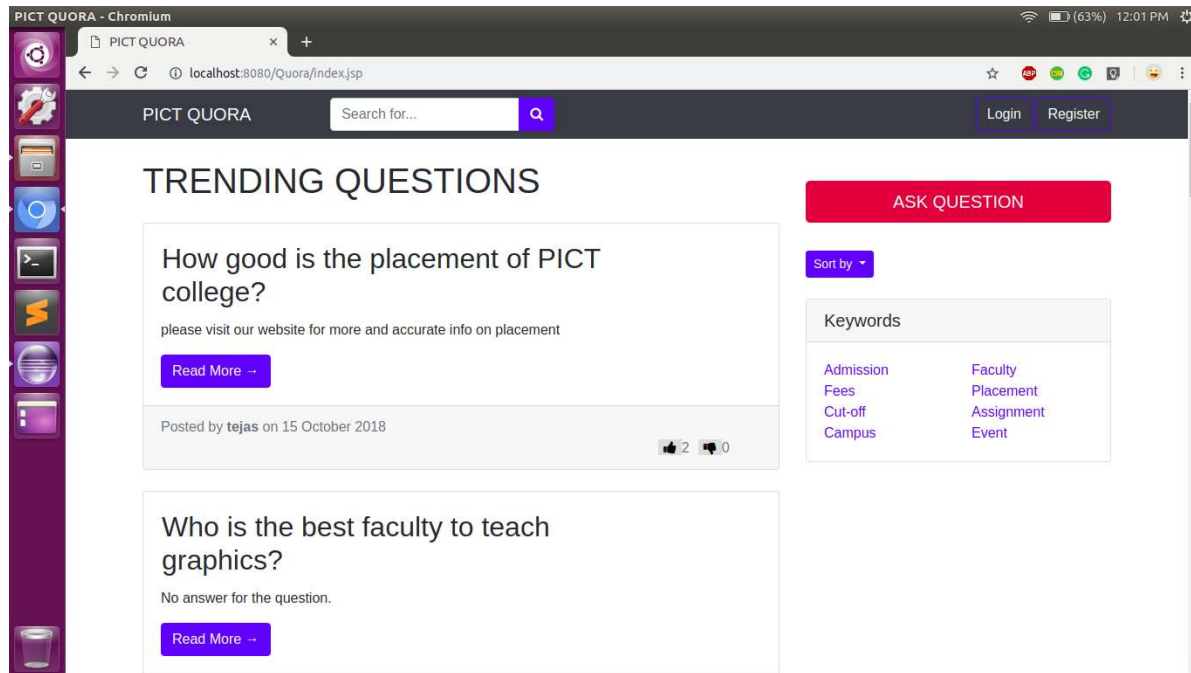 PICT QUORA - Chromium
(63%) 12:01 PM
PICT QUORA × +
localhost:8080/Quora/index.jsp
ABP
PICT QUORA
Search for...
Login
Register
TRENDING QUESTIONS
ASK QUESTION
How good is the placement of PICT
college?
please visit our website for more and accurate info on placement
Read More →
Posted by tejas on 15 October 2018
2 0
Sort by
Keywords
Admission Faculty
Fees Placement
Cut-off Assignment
Campus Event
Who is the best faculty to teach
graphics?
No answer for the question.
Read More →